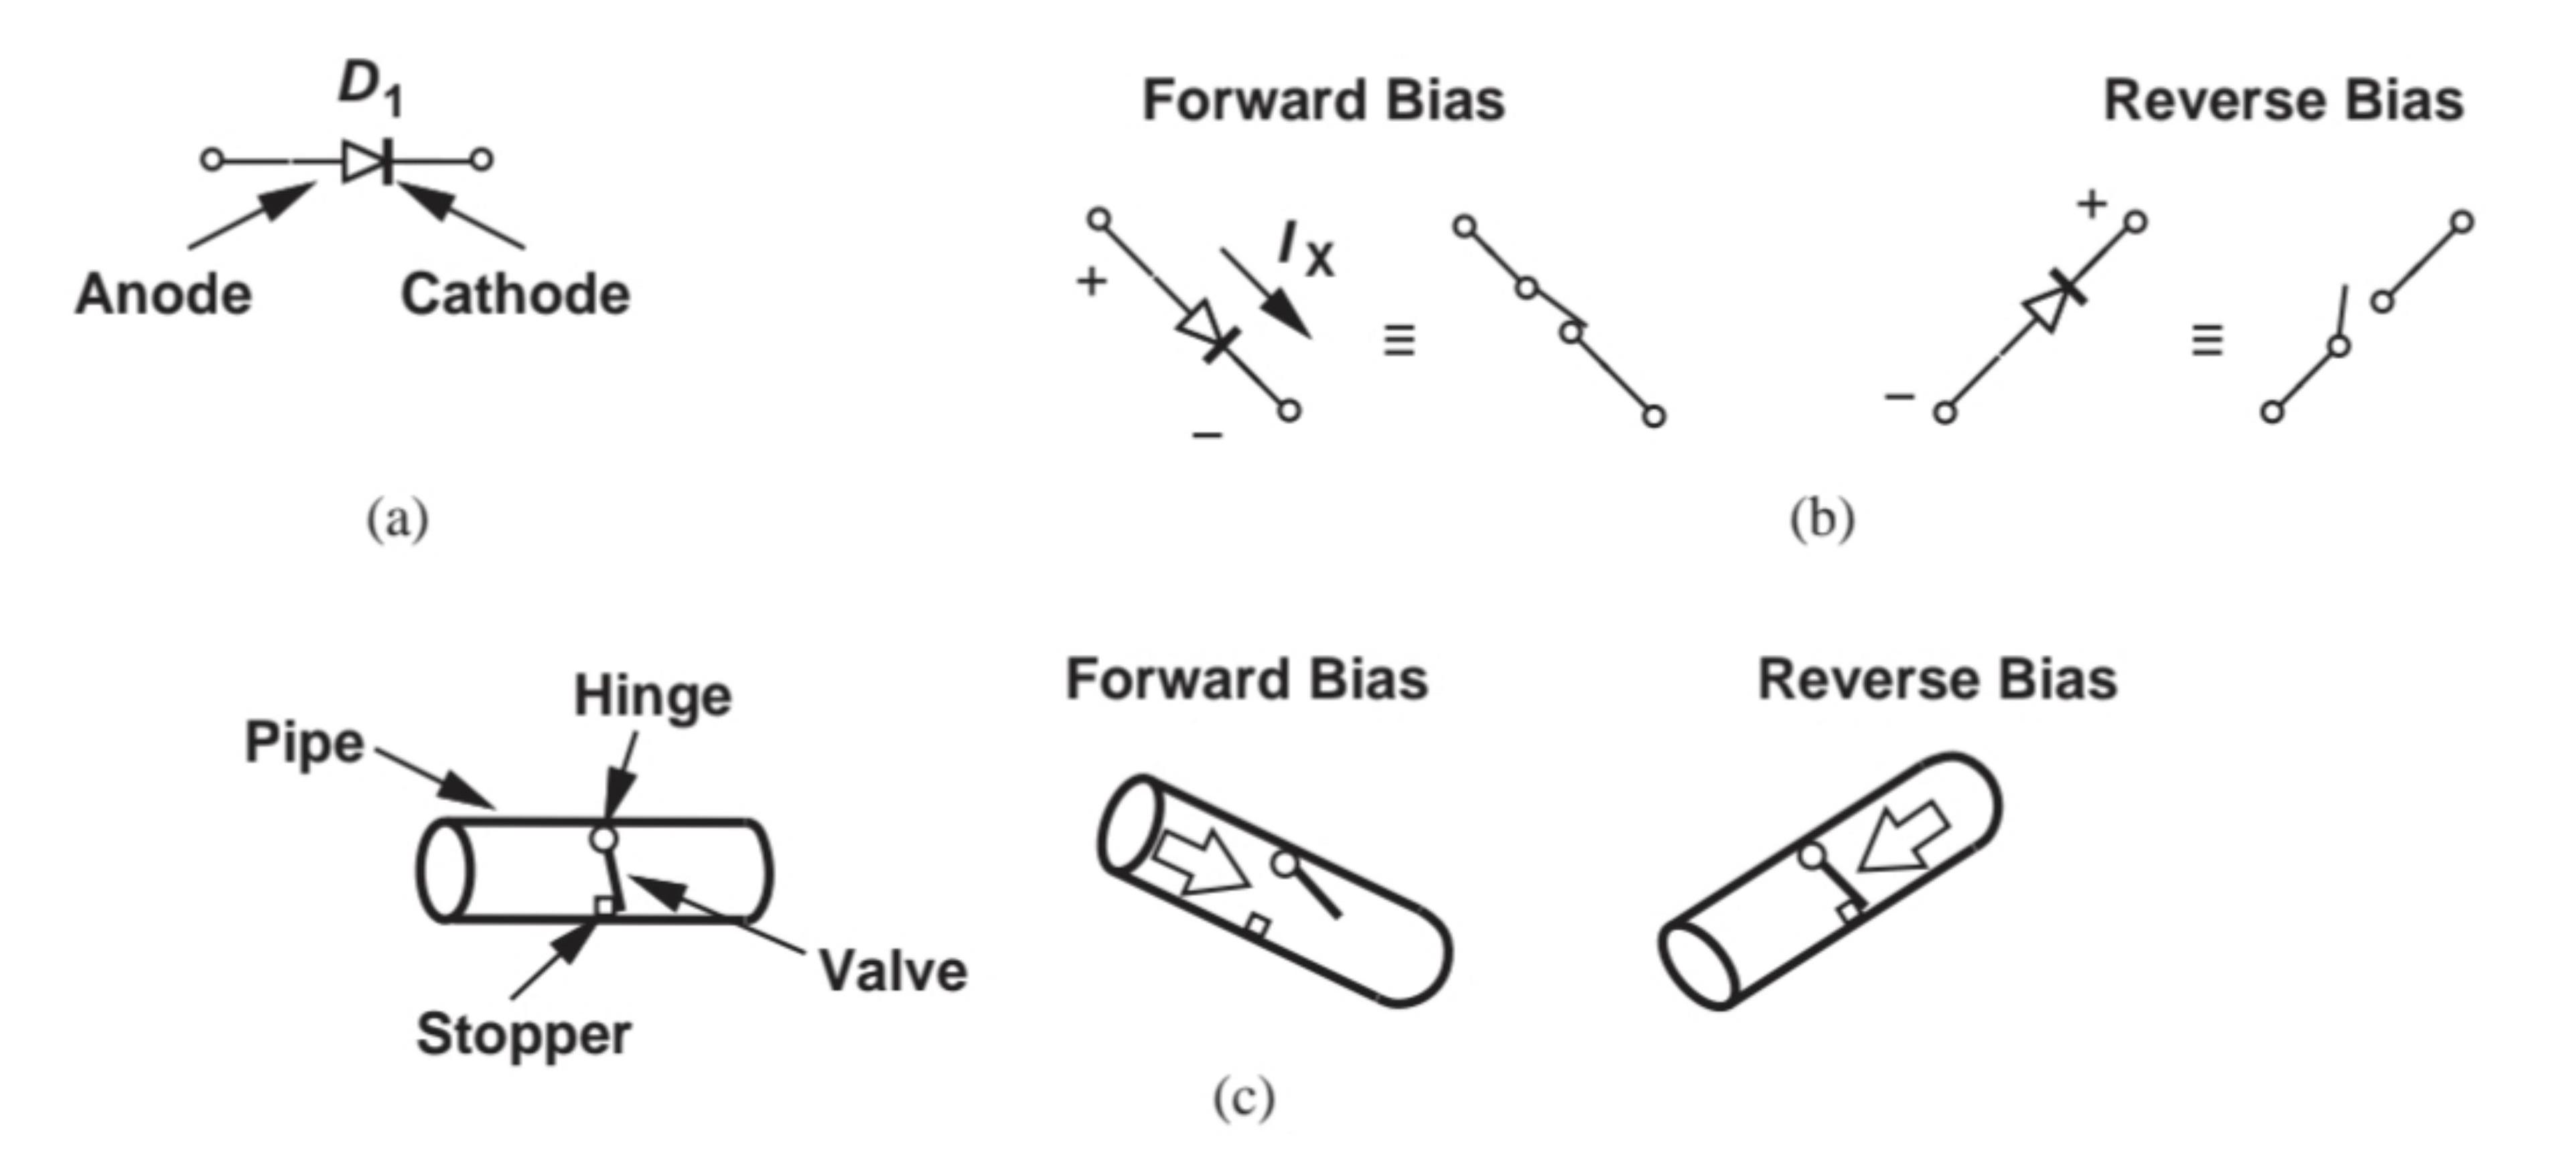 D1
Anode
Cathode
(a)
Forward Bias
Reverse Bias
+
IX
−
≡
+
−
≡
(b)
Pipe
Hinge
Stopper
Valve
Forward Bias
Reverse Bias
(c)